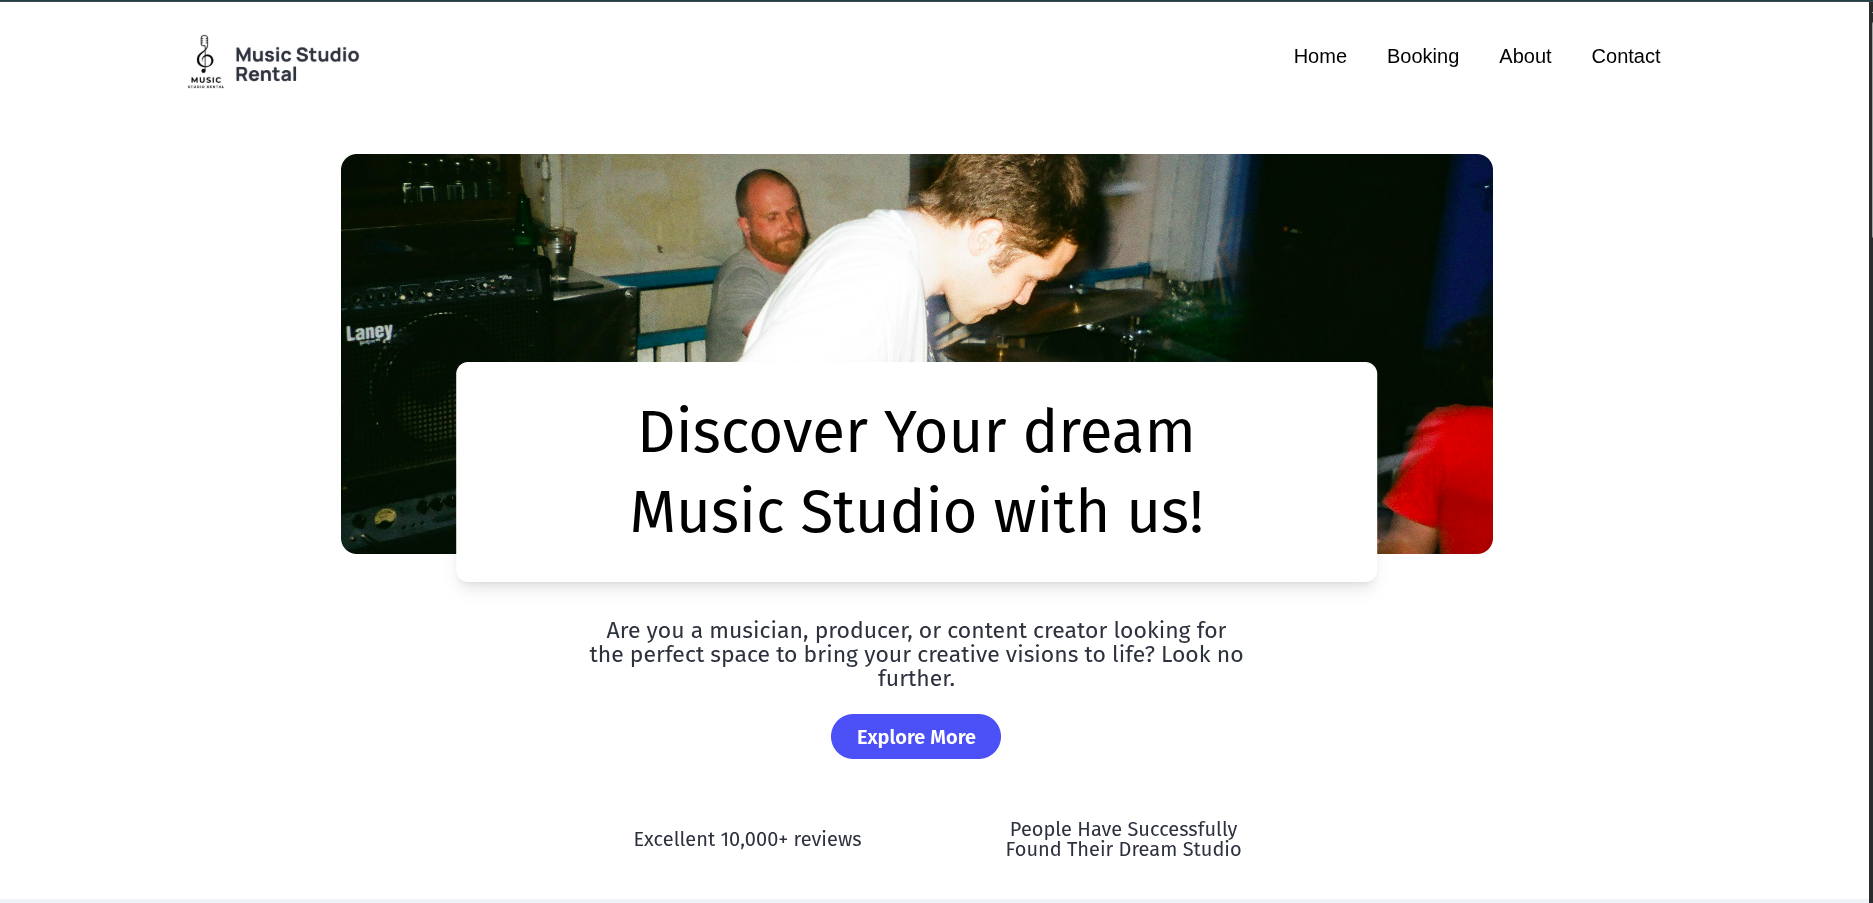 MUSIC
STUDIO RENTAL
Music Studio
Rental
Home Booking About Contact
Laney
Discover Your dream
Music Studio with us!
Are you a musician, producer, or content creator looking for
the perfect space to bring your creative visions to life? Look no
further.
Explore More
Excellent 10,000+ reviews
People Have Successfully
Found Their Dream Studio